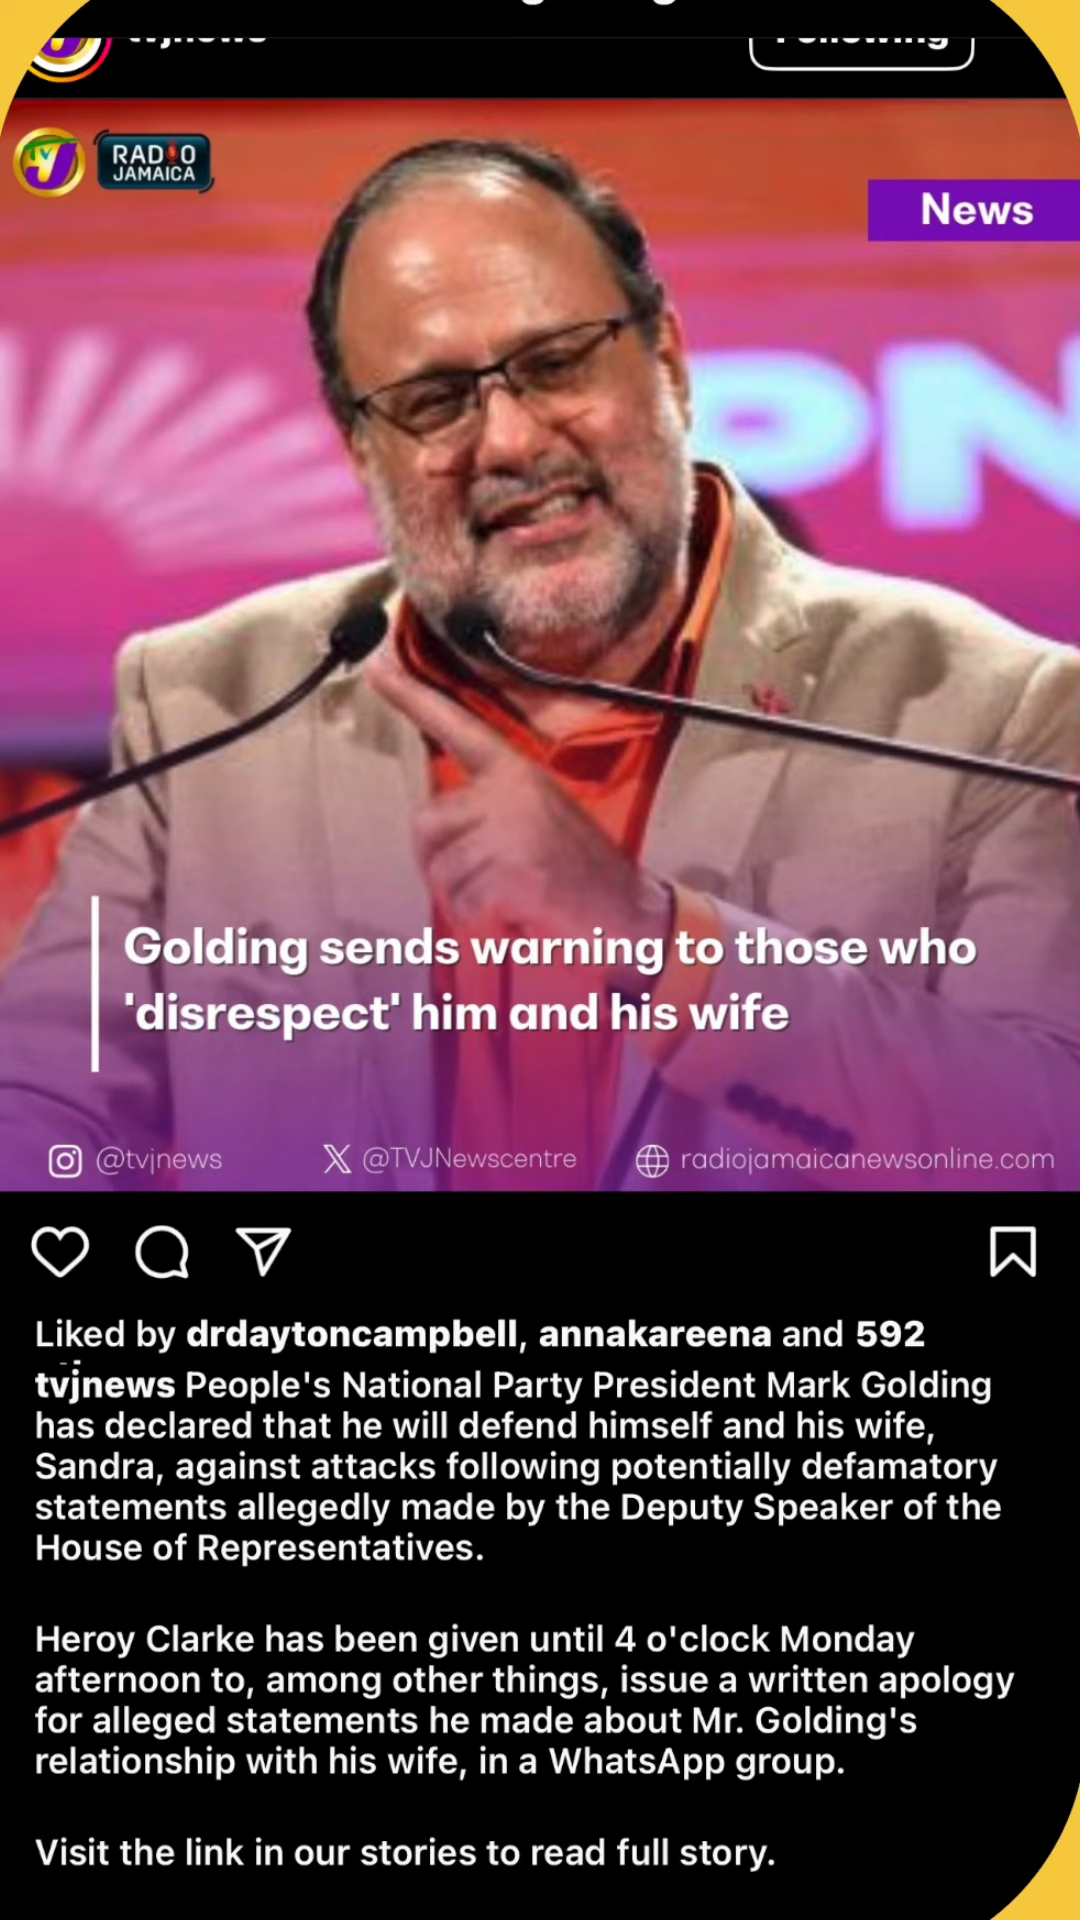 tvjnews
Following
TVJ
RADIO
JAMAICA
News
ON
Golding sends warning to those who
'disrespect' him and his wife
@tvjnews
X @TVJNewscentre
radiojamaicanewsonline.com
Liked by drdaytoncampbell, annakareena and 592
tvjnews People's National Party President Mark Golding
has declared that he will defend himself and his wife,
Sandra, against attacks following potentially defamatory
statements allegedly made by the Deputy Speaker of the
House of Representatives.
Heroy Clarke has been given until 4 o'clock Monday
afternoon to, among other things, issue a written apology
for alleged statements he made about Mr. Golding's
relationship with his wife, in a WhatsApp group.
Visit the link in our stories to read full story.